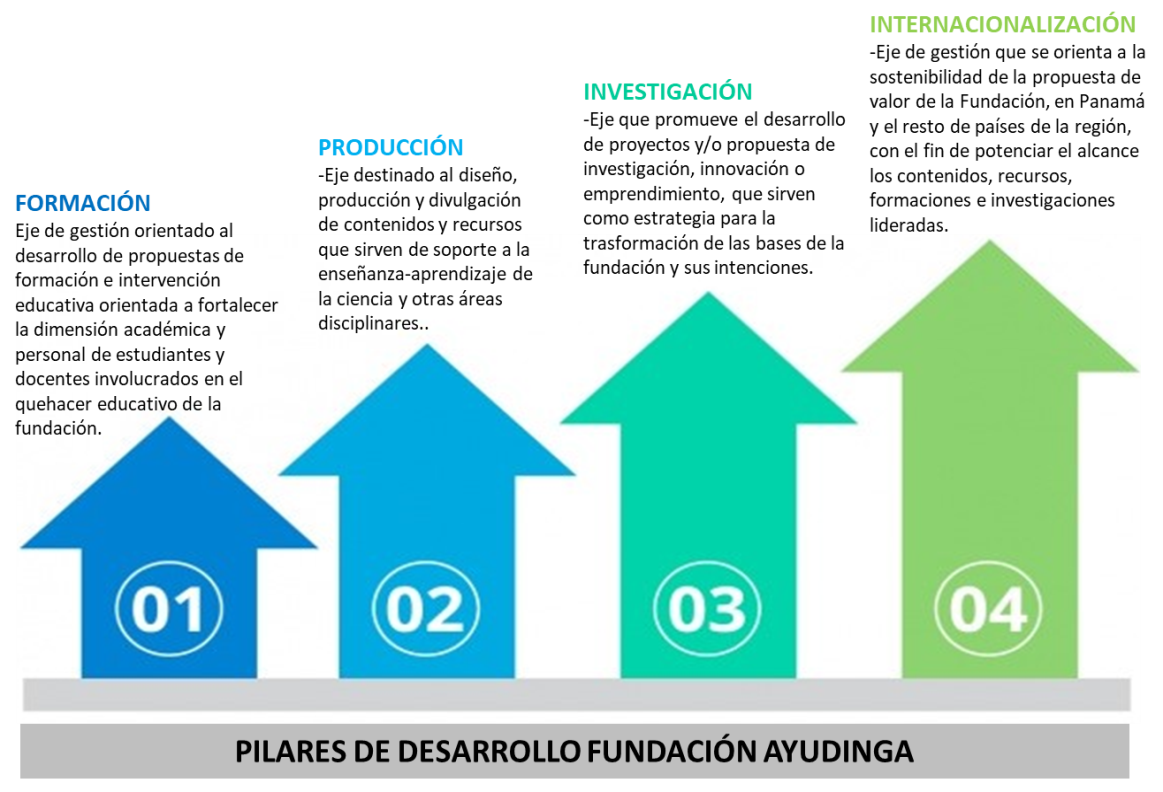 FORMACIÓN
Eje de gestión orientado al
desarrollo de propuestas de
formación e intervención
educativa orientada a fortalecer
la dimensión académica y
personal de estudiantes y
docentes involucrados en el
quehacer educativo de la
fundación.
01
PRODUCCIÓN
-Eje destinado al diseño,
producción y divulgación
de contenidos y recursos
que sirven de soporte a la
enseñanza-aprendizaje de
la ciencia y otras áreas
disciplinares..
02
INVESTIGACIÓN
-Eje que promueve el desarrollo
de proyectos y/o propuesta de
investigación, innovación o
emprendimiento, que sirven
como estrategia para la
trasformación de las bases de la
fundación y sus intenciones.
03
INTERNACIONALIZACIÓN
-Eje de gestión que se orienta a la
sostenibilidad de la propuesta de
valor de la Fundación, en Panamá
y el resto de países de la región,
con el fin de potenciar el alcance
los contenidos, recursos,
formaciones e investigaciones
lideradas.
04
PILARES DE DESARROLLO FUNDACIÓN AYUDINGA